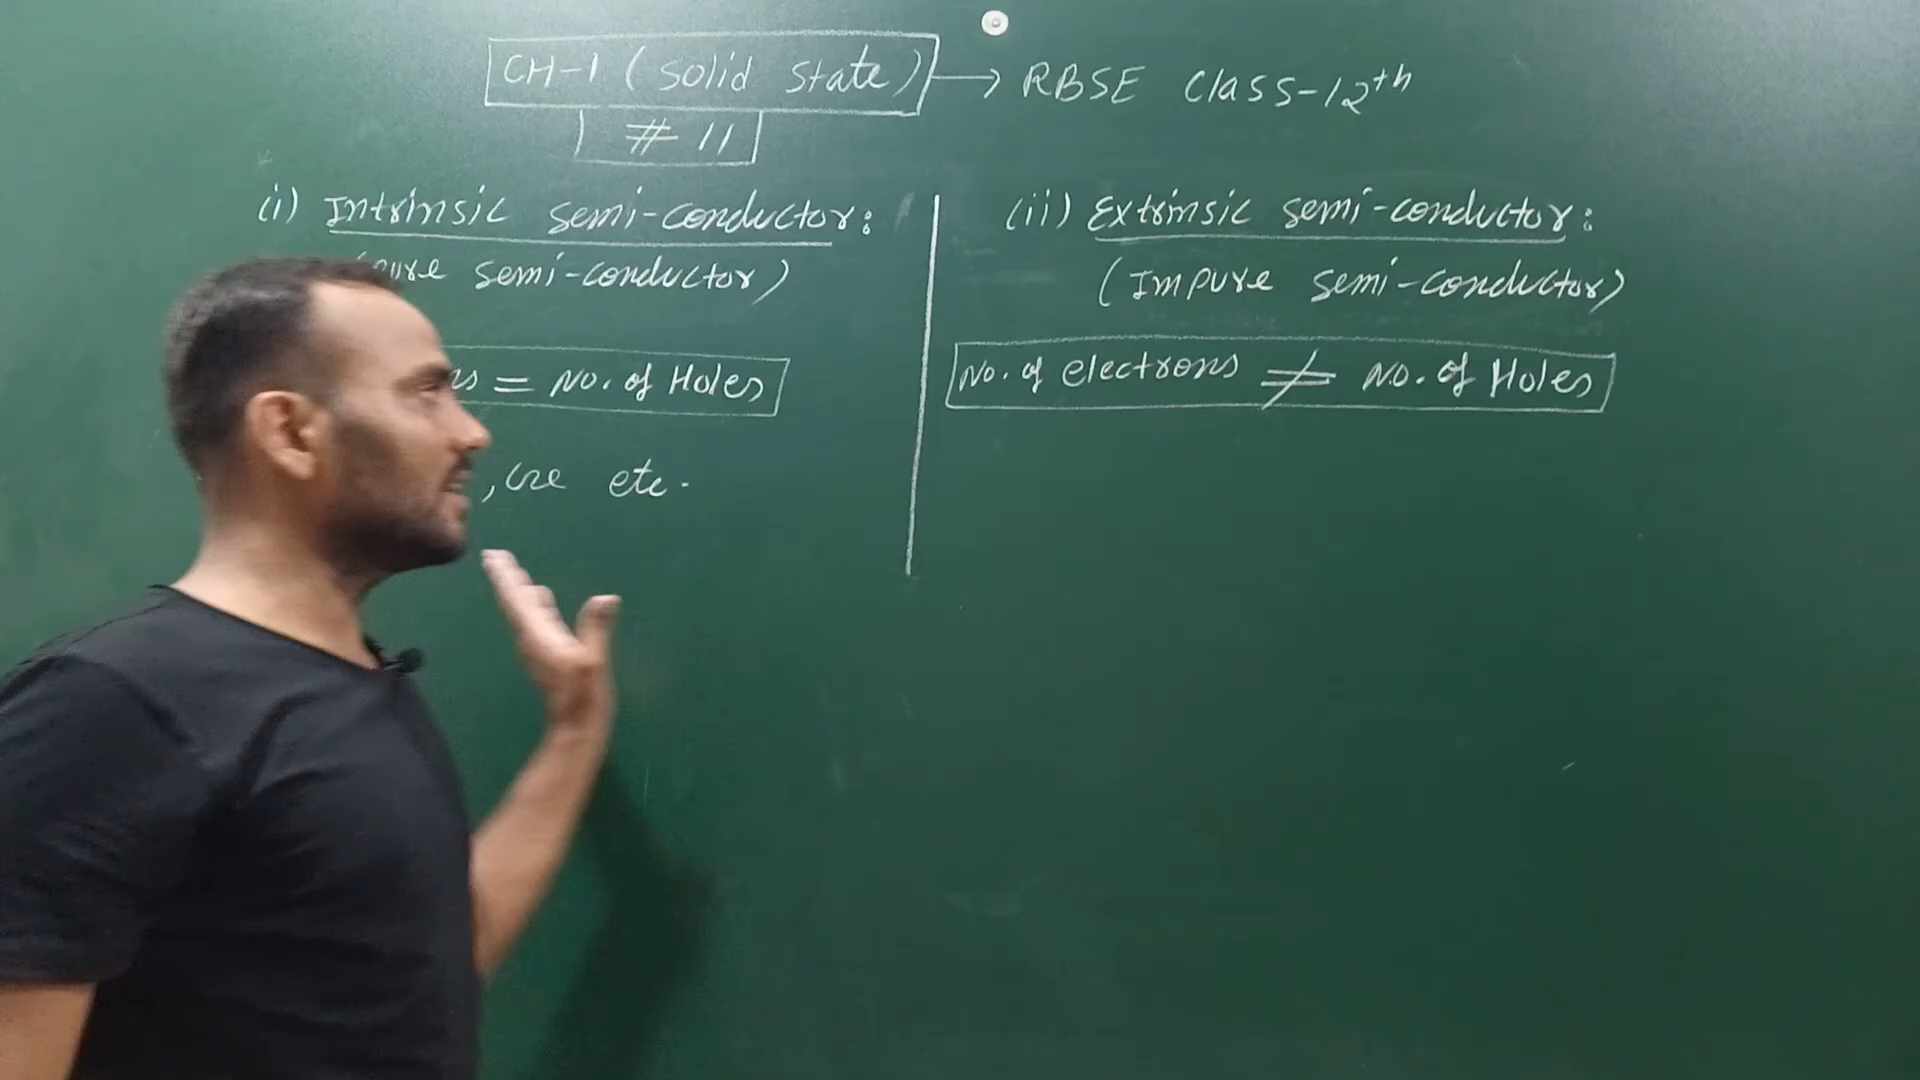 CH-1 (Solid State) → RBSE Class-12th
# 11
(i) Intrinsic Semi-conductor:
(pure semi-conductor)
= No. of Holes
, Ge etc.
(ii) Extrinsic Semi-conductor:
(Impure semi-conductor)
No. of electrons ≠ No. of Holes